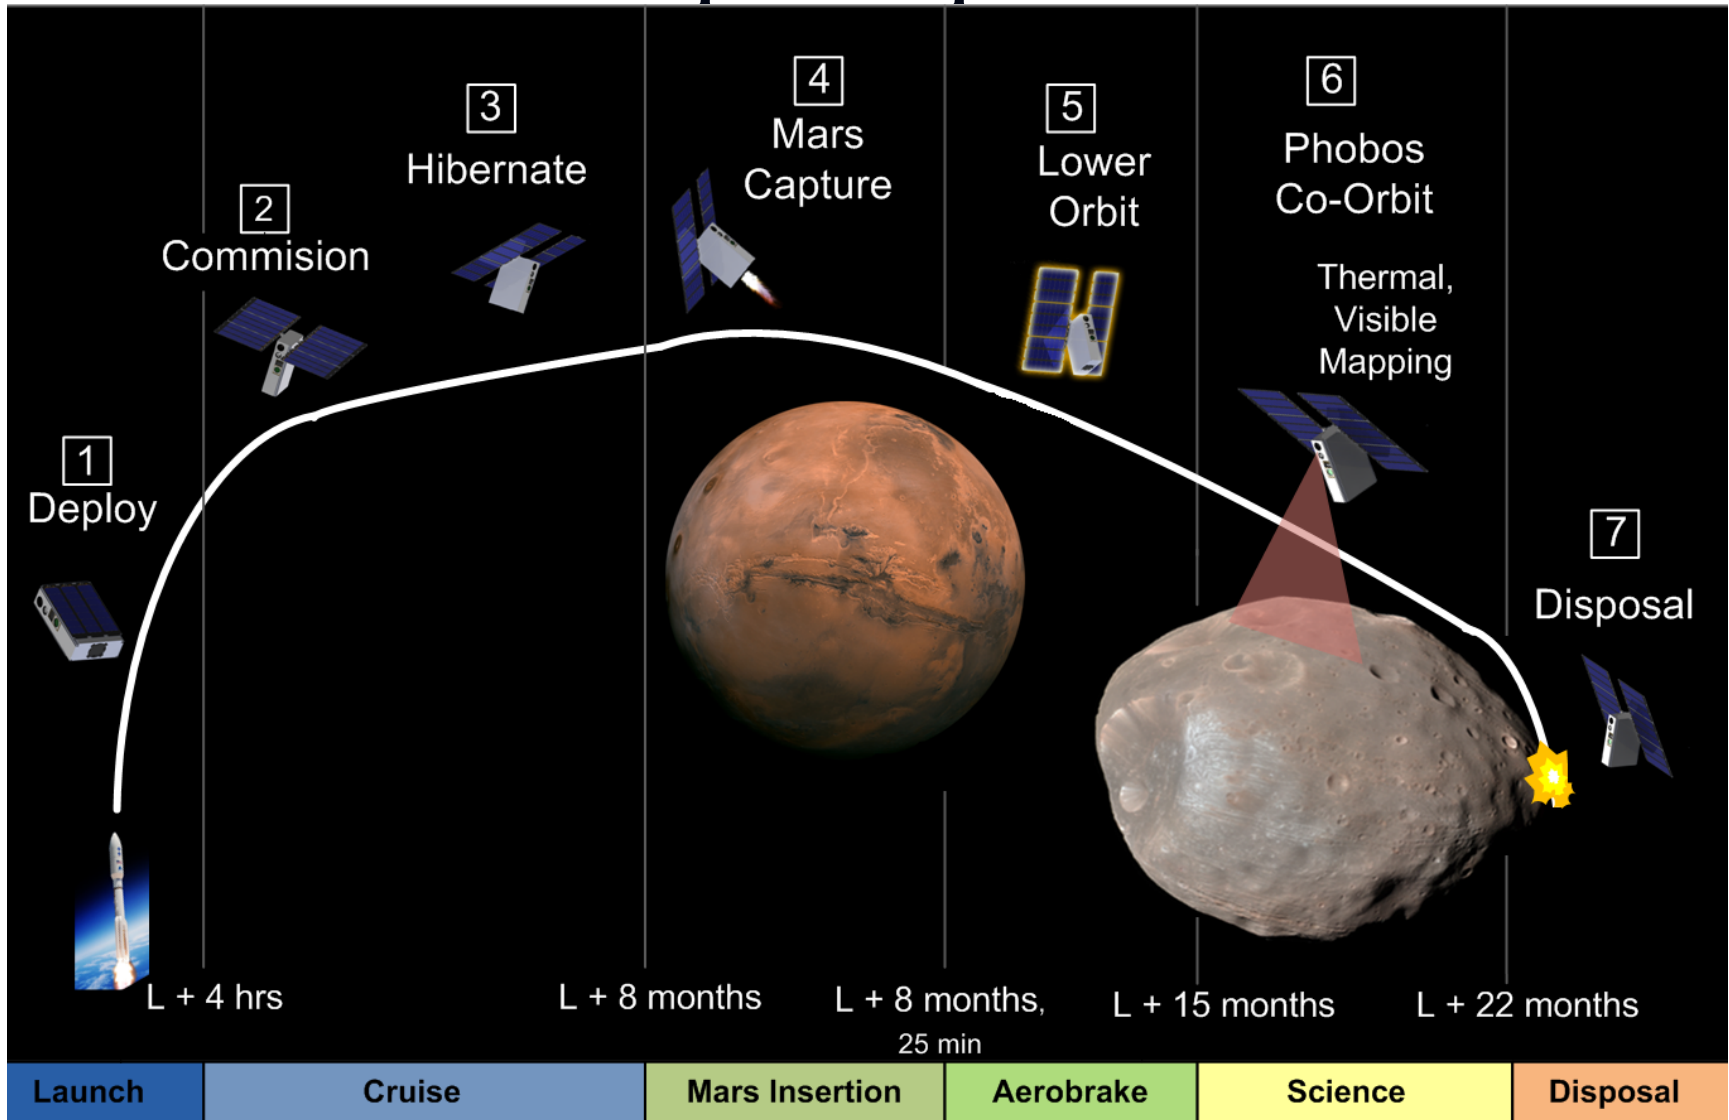 1
Deploy
2
Commision
3
Hibernate
4
Mars
Capture
5
Lower
Orbit
6
Phobos
Co-Orbit
Thermal,
Visible
Mapping
7
Disposal
L + 4 hrs
L + 8 months
L + 8 months,
25 min
L + 15 months
L + 22 months
Launch
Cruise
Mars Insertion
Aerobrake
Science
Disposal